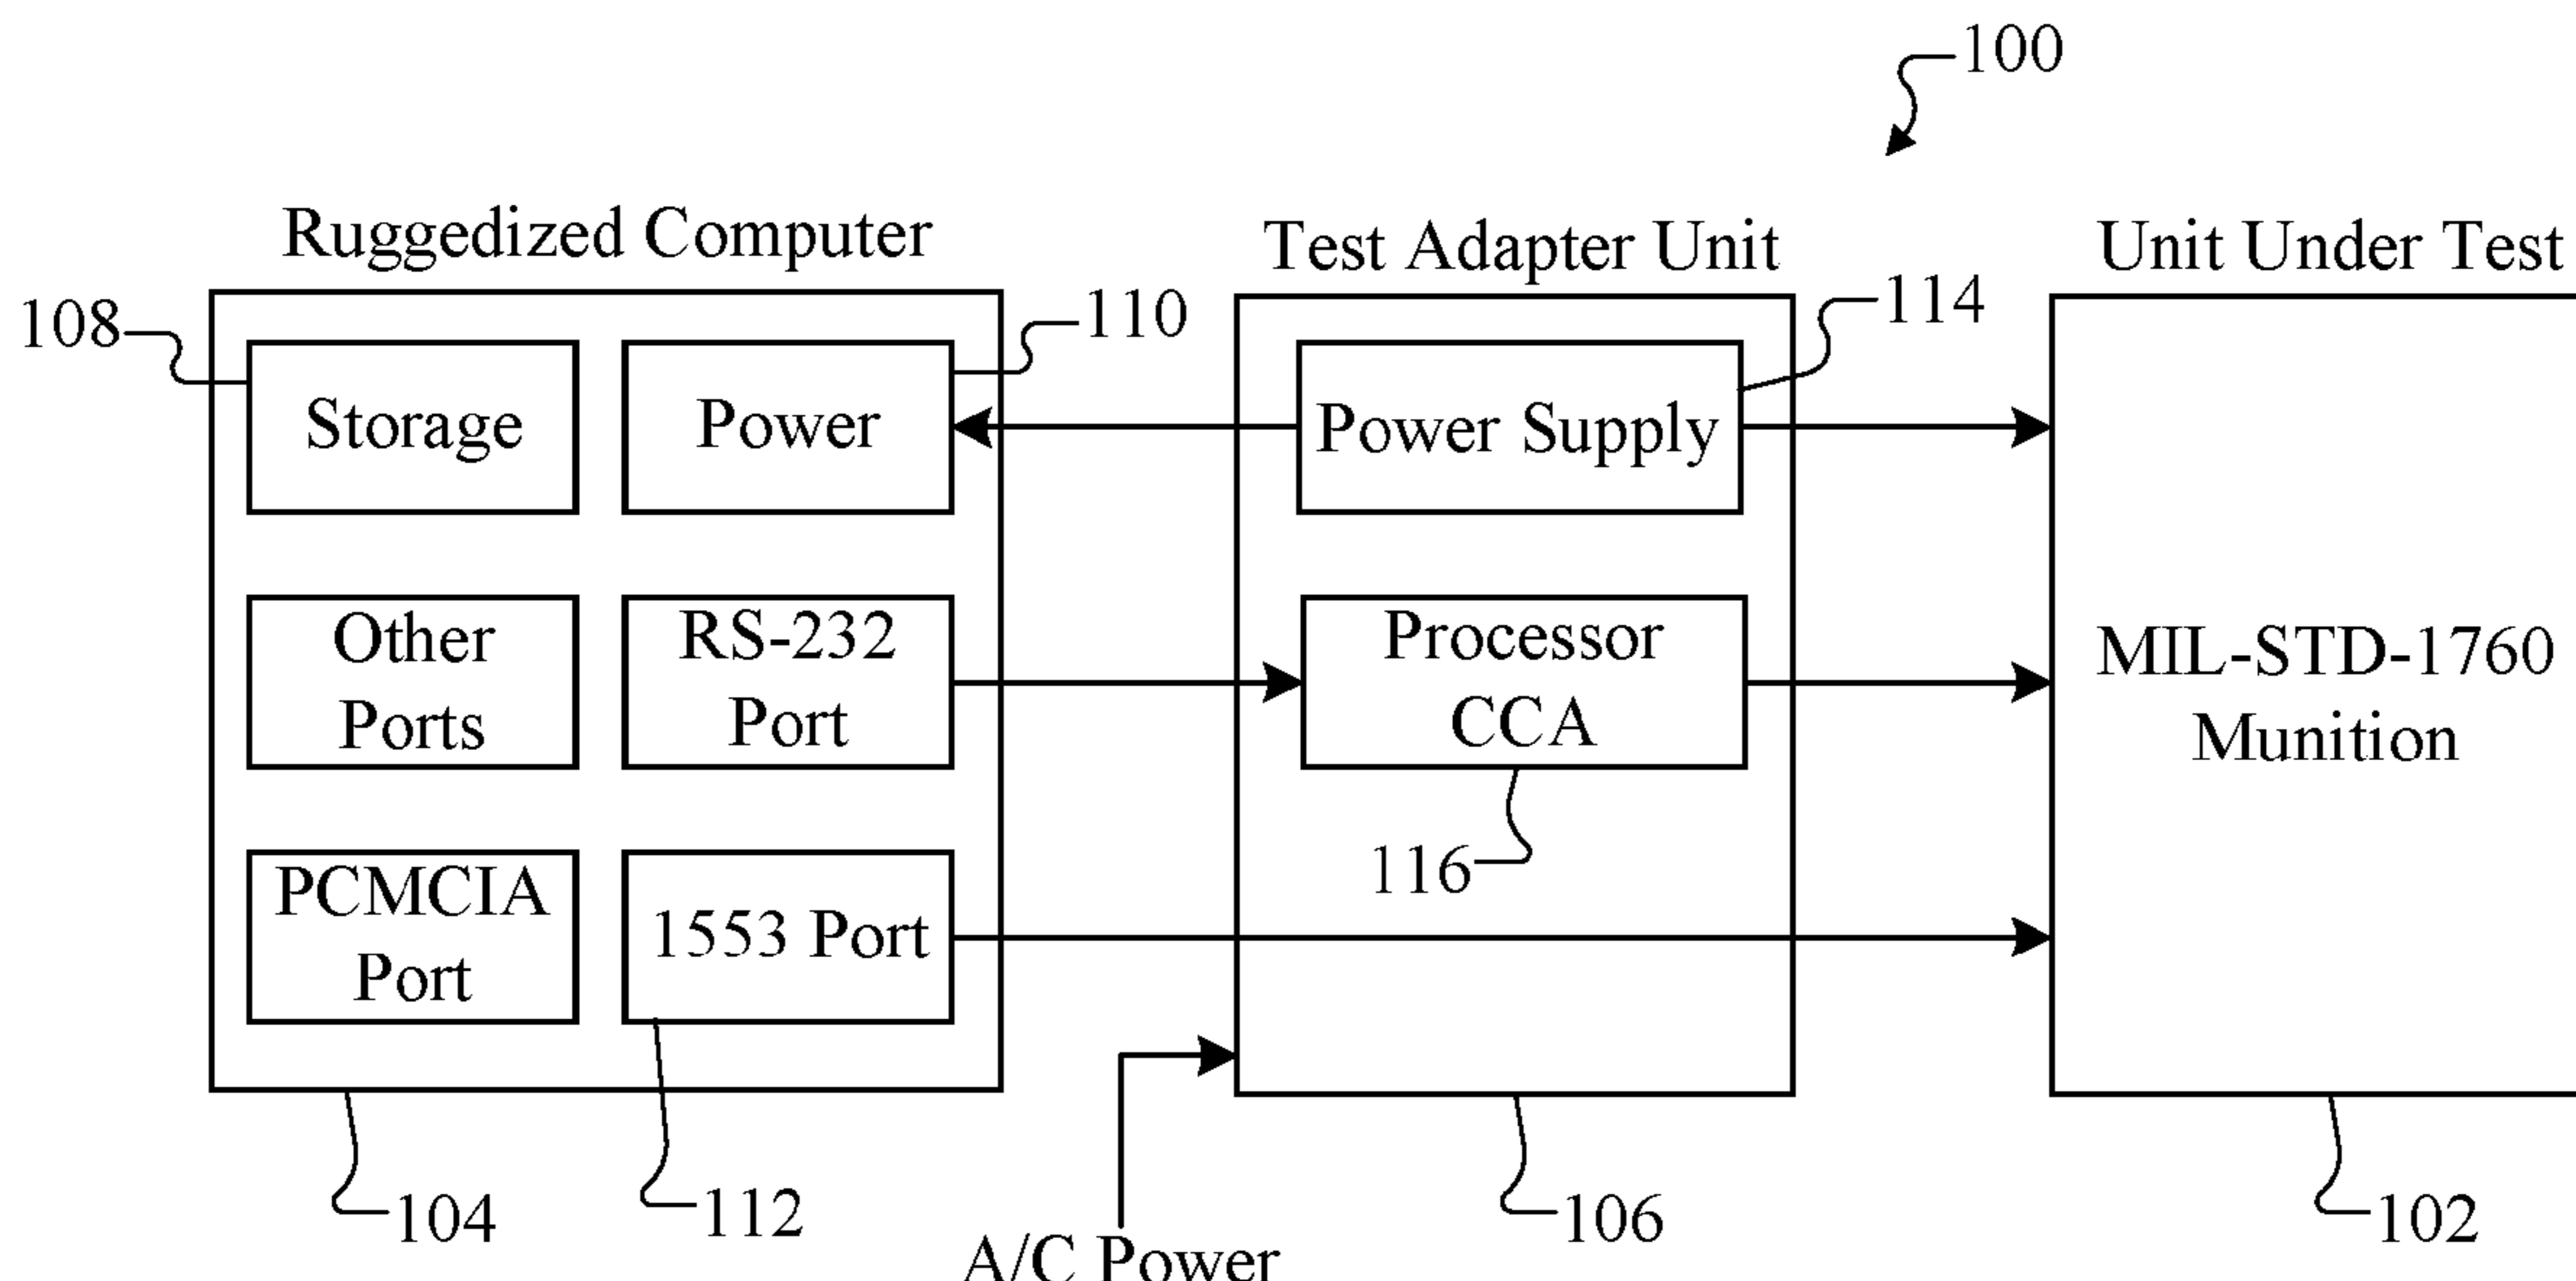 100
Ruggedized Computer
Test Adapter Unit
Unit Under Test
108
110
114
Storage
Power
Power Supply
Other
Ports
RS-232
Port
Processor
CCA
MIL-STD-1760
Munition
116
PCMCIA
Port
1553 Port
104
112
A/C Power
106
102